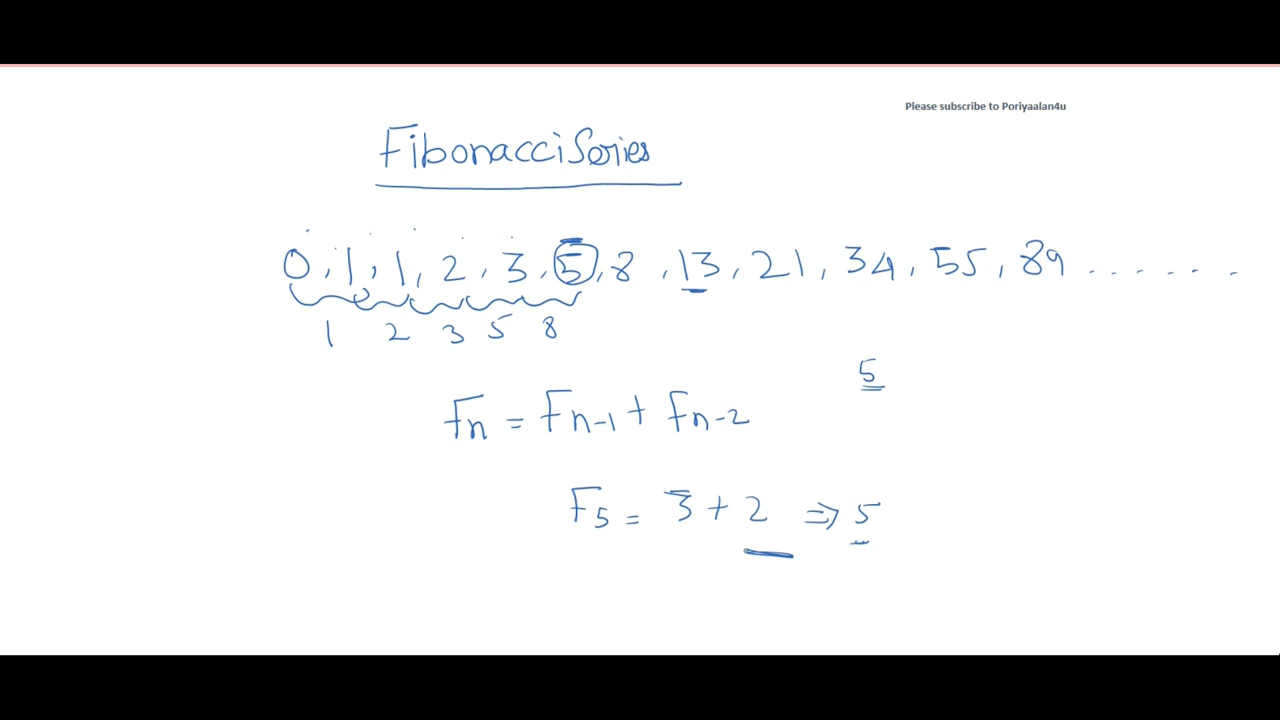 Please subscribe to Poriyaalan4u
Fibonacci Series
0, 1, 1, 2, 3, 5, 8, 13, 21, 34, 55, 89 . . . . . .
1 2 3 5 8
5
Fn = Fn-1 + Fn-2
F5 = 3 + 2 ⇒ 5